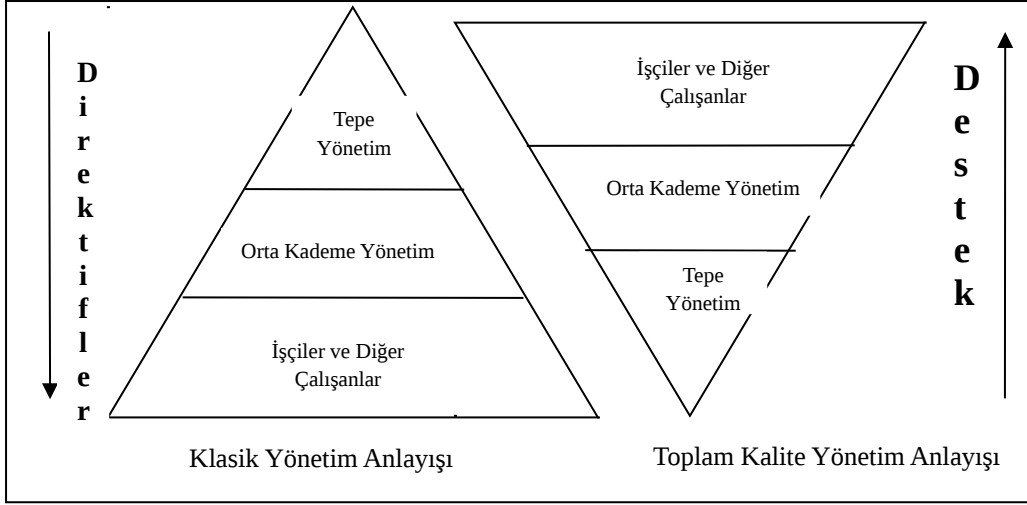 Direktifler
Tepe
Yönetim
Orta Kademe Yönetim
İşçiler ve Diğer
Çalışanlar
Klasik Yönetim Anlayışı
İşçiler ve Diğer
Çalışanlar
Orta Kademe Yönetim
Tepe
Yönetim
Toplam Kalite Yönetim Anlayışı
Destek